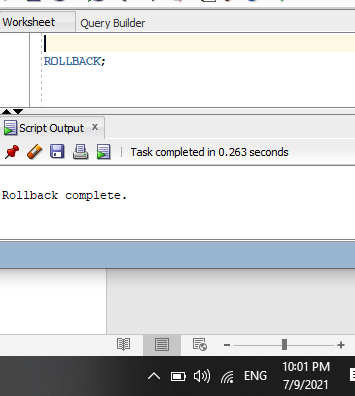 Worksheet Query Builder
ROLLBACK;
Script Output x
Task completed in 0.263 seconds
Rollback complete.
ENG 10:01 PM
7/9/2021